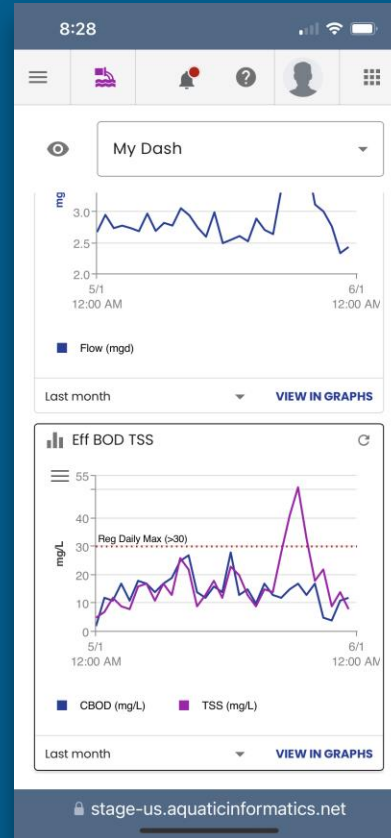 8:28
My Dash
mg
3.0
2.5
2.0
5/1 6/1
12:00 AM 12:00 AM
Flow (mgd)
Last month VIEW IN GRAPHS
Eff BOD TSS
55
40
Reg Daily Max (>30)
30
mg/L
20
10
0
5/1 6/1
12:00 AM 12:00 AM
CBOD (mg/L) TSS (mg/L)
Last month VIEW IN GRAPHS
stage-us.aquaticinformatics.net